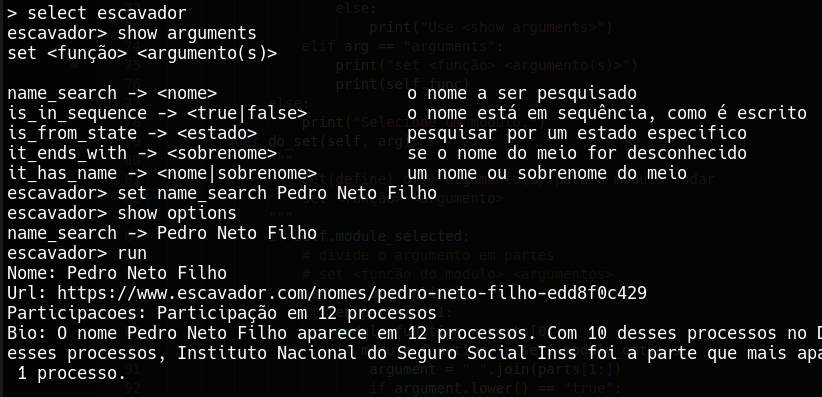 > select escavador
escavador> show arguments
set <função> <argumento(s)>
name_search -> <nome> o nome a ser pesquisado
is_in_sequence -> <true|false> o nome está em sequência, como é escrito
is_from_state -> <estado> pesquisar por um estado especifico
it_ends_with -> <sobrenome> se o nome do meio for desconhecido
it_has_name -> <nome|sobrenome> um nome ou sobrenome do meio
escavador> set name_search Pedro Neto Filho
escavador> show options
name_search -> Pedro Neto Filho
escavador> run
Nome: Pedro Neto Filho
Url: https://www.escavador.com/nomes/pedro-neto-filho-edd8f0c429
Participacoes: Participação em 12 processos
Bio: O nome Pedro Neto Filho aparece em 12 processos. Com 10 desses processos no
esses processos, Instituto Nacional do Seguro Social Inss foi a parte que mais
1 processo.